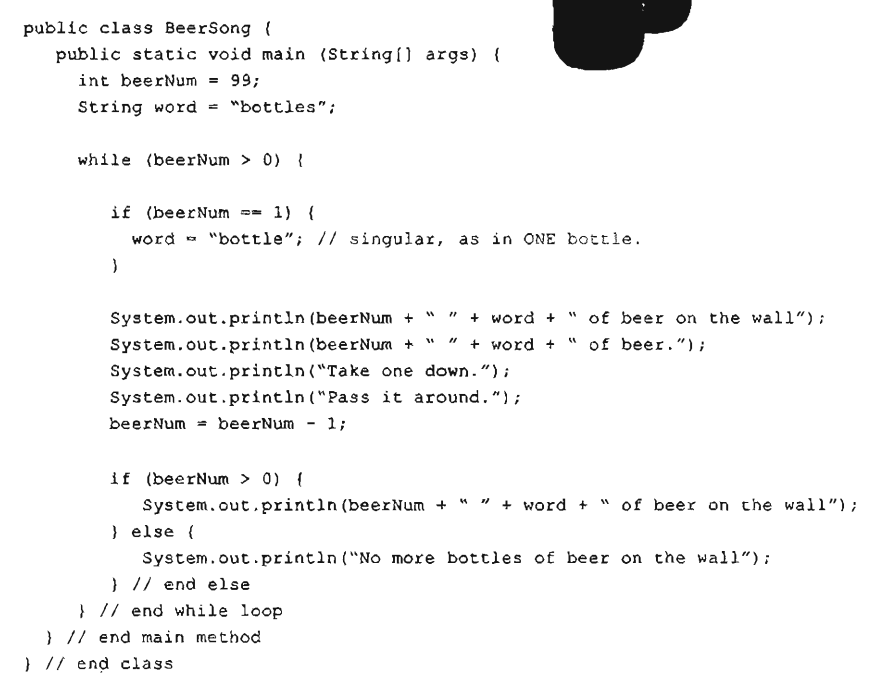 public class BeerSong {
public static void main (String[] args) {
int beerNum = 99;
String word = “bottles”;
while (beerNum > 0) {
if (beerNum == 1) {
word = “bottle”; // singular, as in ONE bottle.
}
System.out.println(beerNum + “ ” + word + “ of beer on the wall”);
System.out.println(beerNum + “ ” + word + “ of beer.”);
System.out.println(“Take one down.”);
System.out.println(“Pass it around.”);
beerNum = beerNum - 1;
if (beerNum > 0) {
System.out.println(beerNum + “ ” + word + “ of beer on the wall”);
} else {
System.out.println(“No more bottles of beer on the wall”);
} // end else
} // end while loop
} // end main method
} // end class